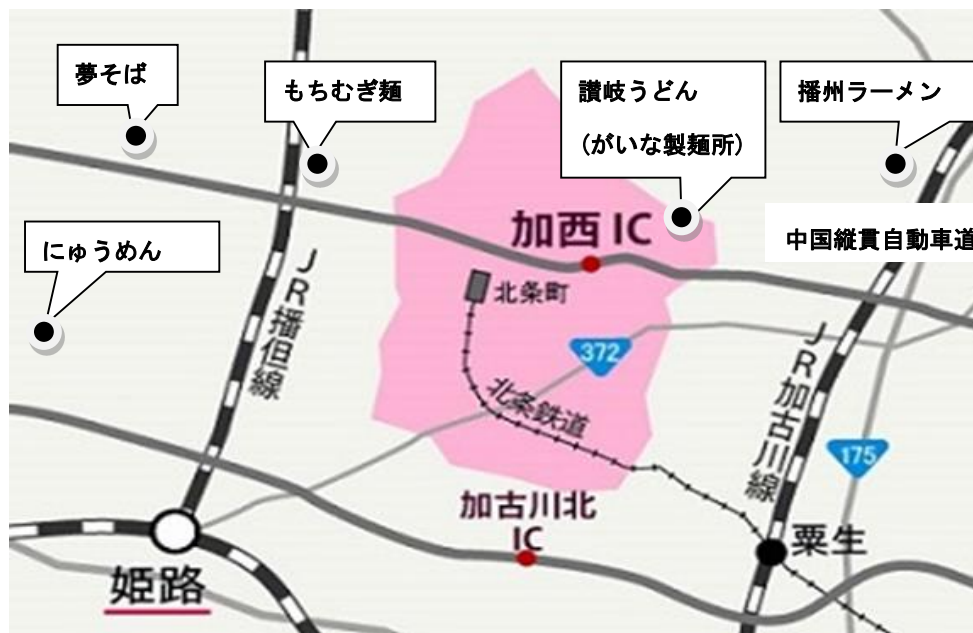 夢そば
もちむぎ麺
讃岐うどん
(がいな製麺所)
播州ラーメン
にゅうめん
中国縦貫自動車道
加西 IC
北条町
JR播但線
372
JR加古川線
北条鉄道
175
加古川北
IC
粟生
姫路